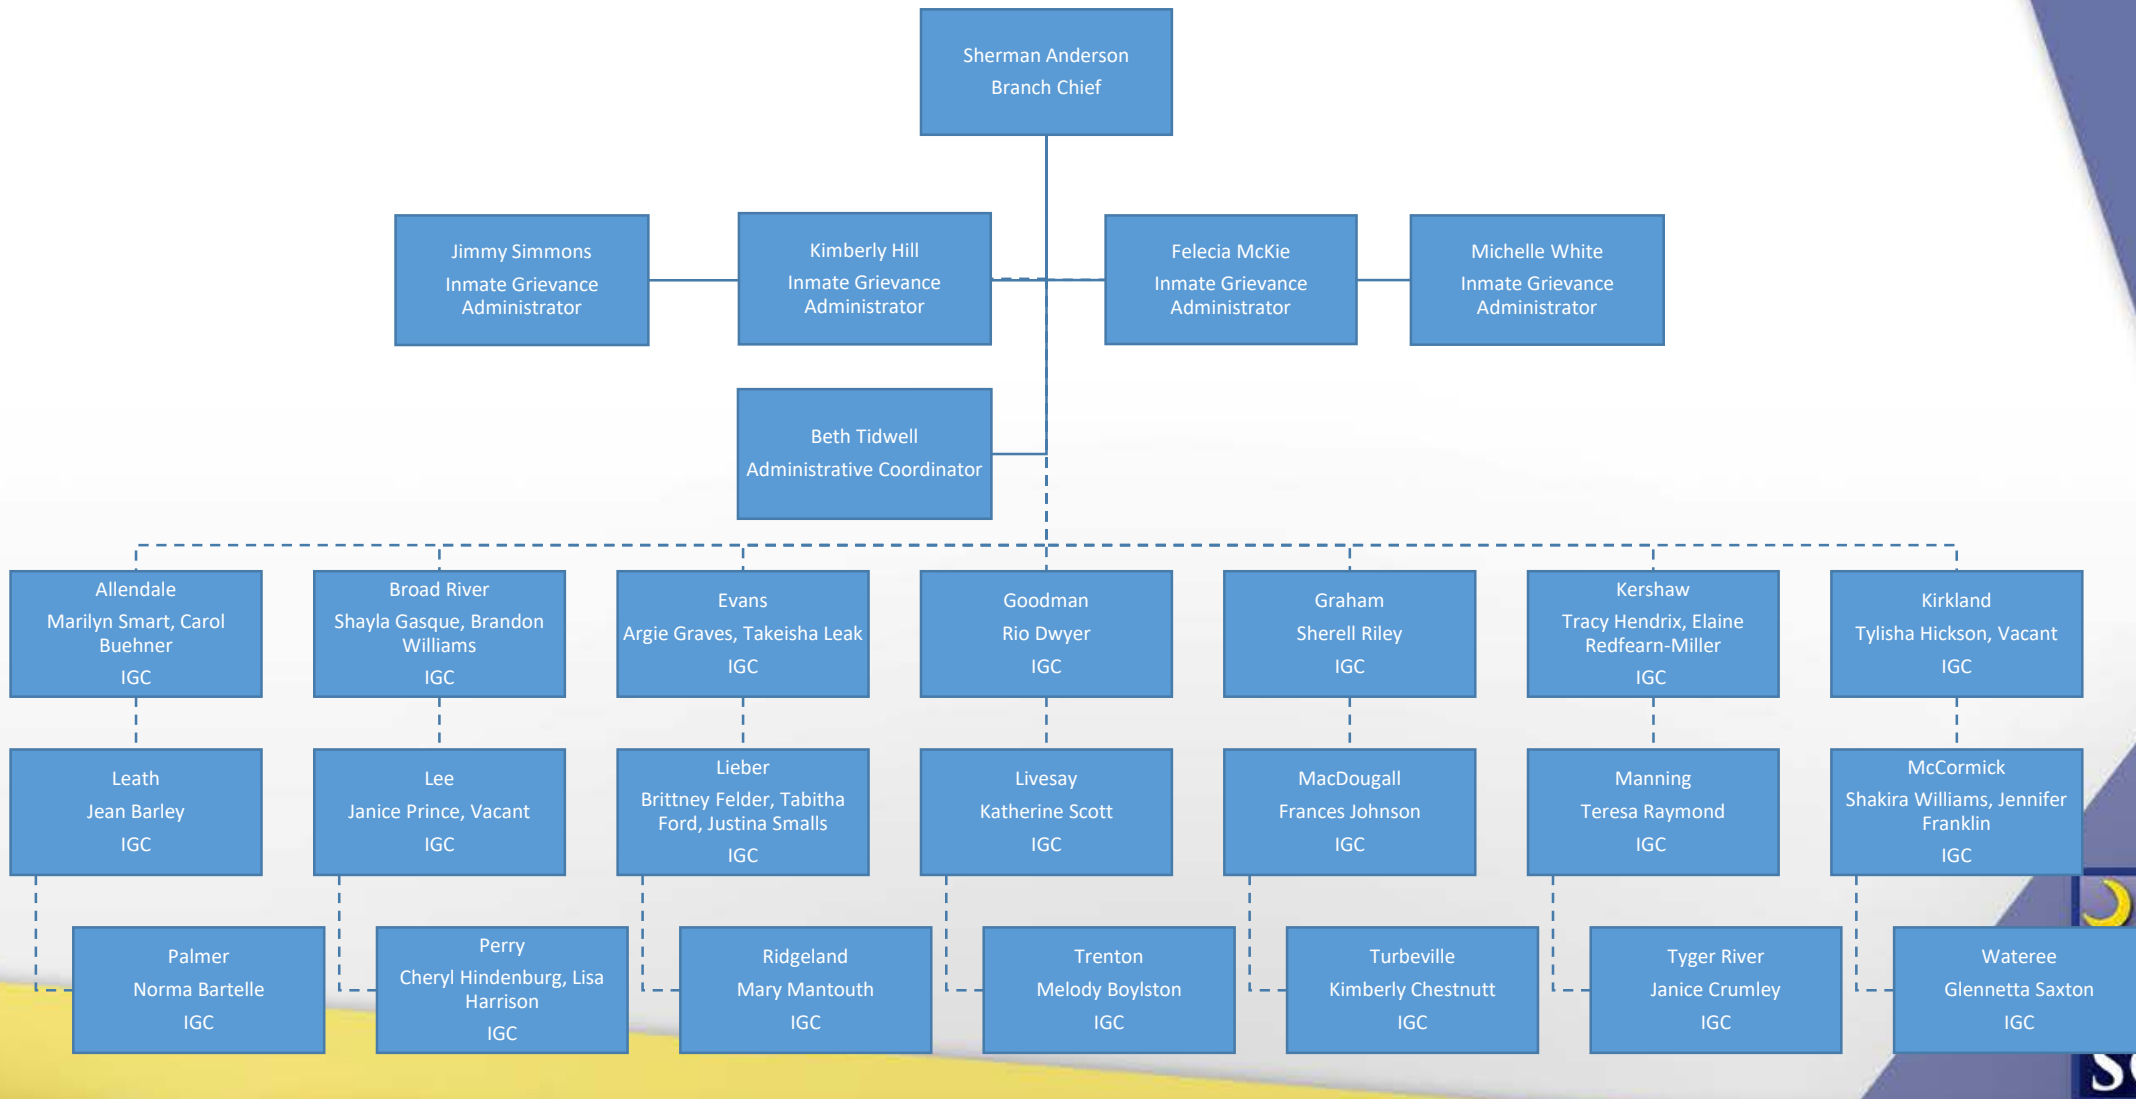 Sherman Anderson
Branch Chief
Jimmy Simmons
Inmate Grievance
Administrator
Kimberly Hill
Inmate Grievance
Administrator
Felecia McKie
Inmate Grievance
Administrator
Michelle White
Inmate Grievance
Administrator
Beth Tidwell
Administrative Coordinator
Allendale
Marilyn Smart, Carol
Buehner
IGC
Broad River
Shayla Gasque, Brandon
Williams
IGC
Evans
Argie Graves, Takeisha Leak
IGC
Goodman
Rio Dwyer
IGC
Graham
Sherell Riley
IGC
Kershaw
Tracy Hendrix, Elaine
Redfearn-Miller
IGC
Kirkland
Tylisha Hickson, Vacant
IGC
Leath
Jean Barley
IGC
Lee
Janice Prince, Vacant
IGC
Lieber
Brittney Felder, Tabitha
Ford, Justina Smalls
IGC
Livesay
Katherine Scott
IGC
MacDougall
Frances Johnson
IGC
Manning
Teresa Raymond
IGC
McCormick
Shakira Williams, Jennifer
Franklin
IGC
Palmer
Norma Bartelle
IGC
Perry
Cheryl Hindenburg, Lisa
Harrison
IGC
Ridgeland
Mary Mantouth
IGC
Trenton
Melody Boylston
IGC
Turbeville
Kimberly Chestnutt
IGC
Tyger River
Janice Crumley
IGC
Wateree
Glennetta Saxton
IGC